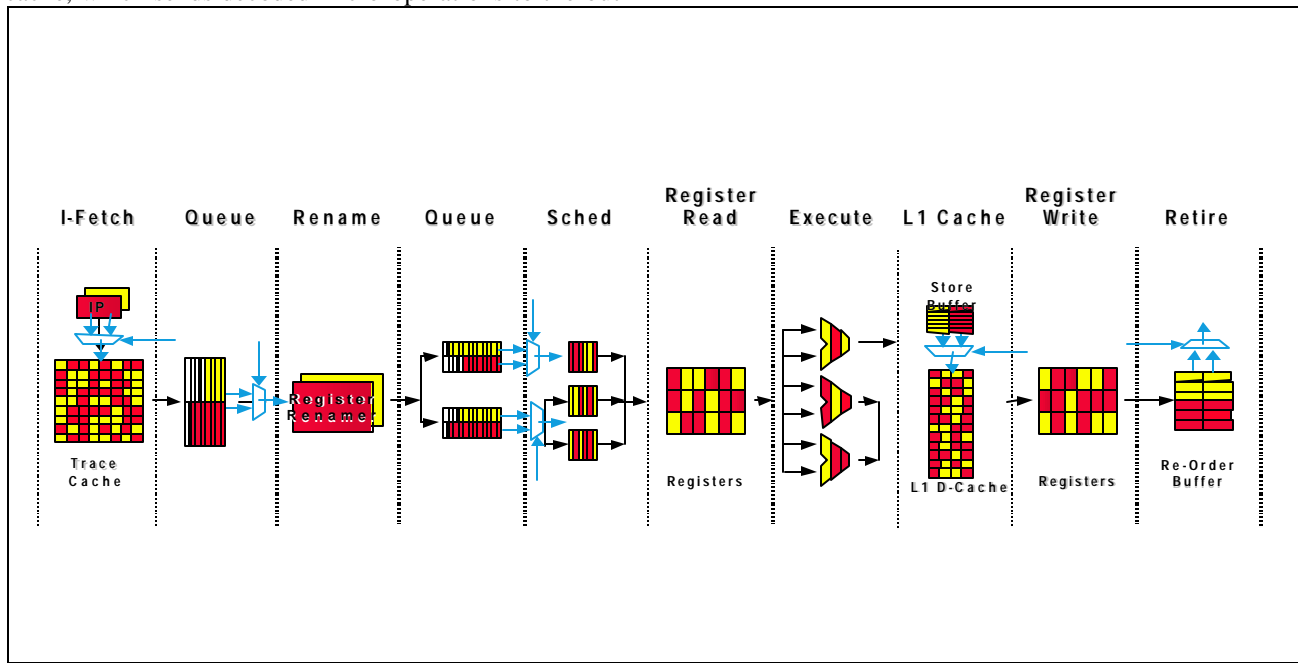 I-Fetch
Queue
Rename
Queue
Sched
Register
Read
Execute
L1 Cache
Register
Write
Retire
IP
Trace
Cache
Register
Renamer
Registers
Store
Buffer
L1 D-Cache
Registers
Re-Order
Buffer